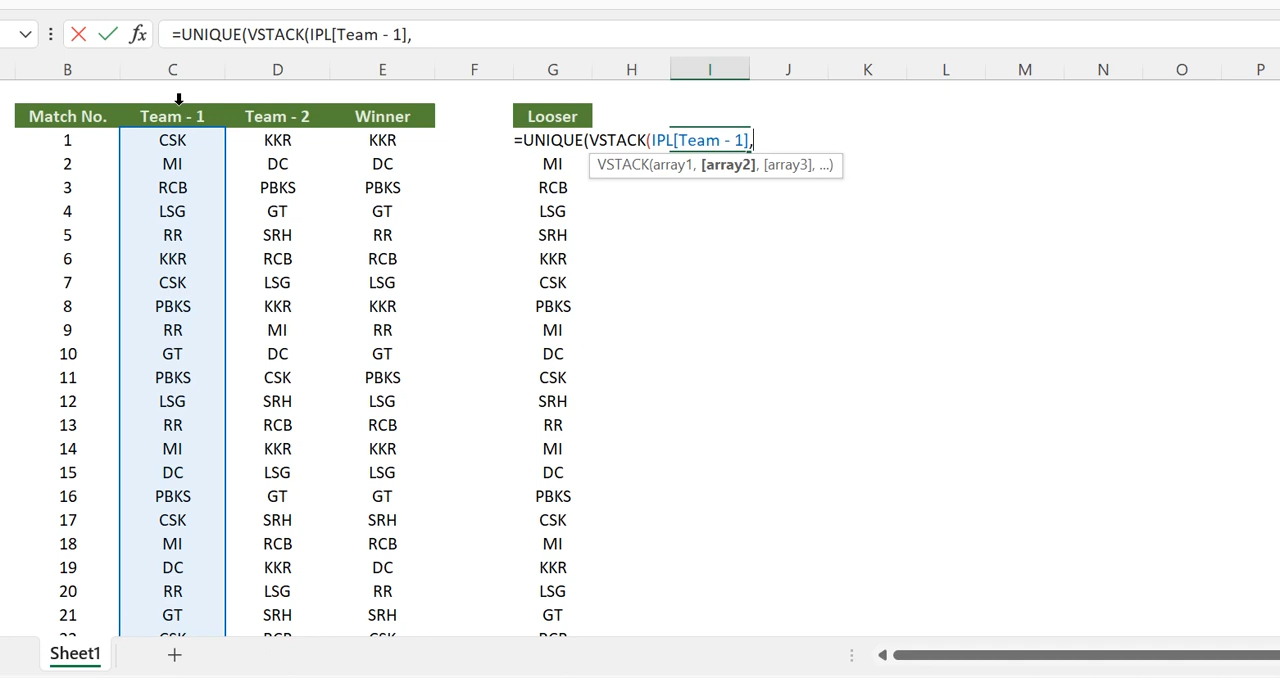 fx =UNIQUE(VSTACK(IPL[Team - 1],
B C D E F G H I J K L M N O P
Match No. Team - 1 Team - 2 Winner Looser
1 CSK KKR KKR =UNIQUE(VSTACK(IPL[Team - 1],
2 MI DC DC MI VSTACK(array1, [array2], [array3], ...)
3 RCB PBKS PBKS RCB
4 LSG GT GT LSG
5 RR SRH RR SRH
6 KKR RCB RCB KKR
7 CSK LSG LSG CSK
8 PBKS KKR KKR PBKS
9 RR MI RR MI
10 GT DC GT DC
11 PBKS CSK PBKS CSK
12 LSG SRH LSG SRH
13 RR RCB RCB RR
14 MI KKR KKR MI
15 DC LSG LSG DC
16 PBKS GT GT PBKS
17 CSK SRH SRH CSK
18 MI RCB RCB MI
19 DC KKR DC KKR
20 RR LSG RR LSG
21 GT SRH SRH GT
Sheet1